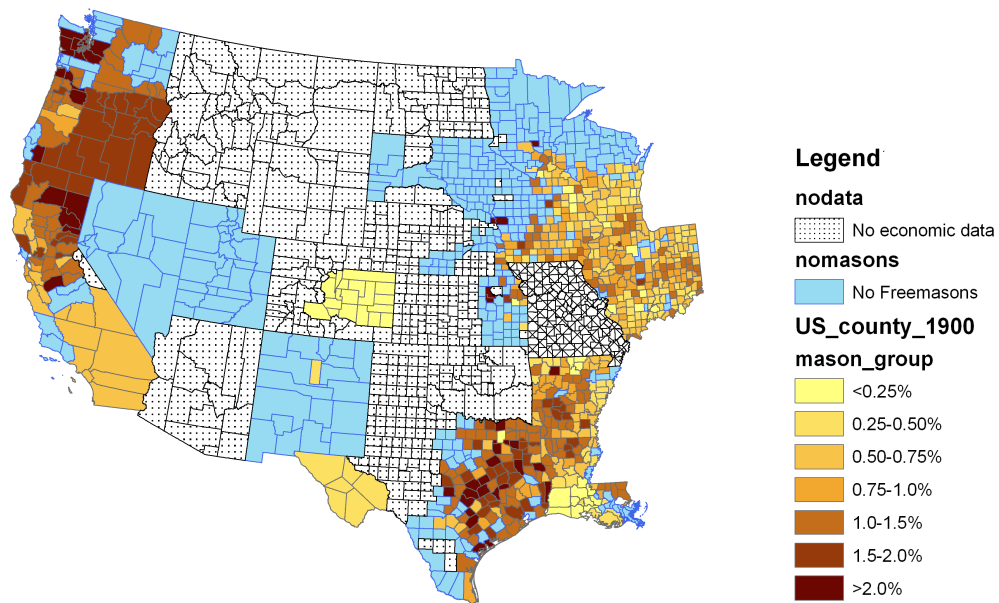 Legend
nodata
No economic data
nomasons
No Freemasons
US_county_1900
mason_group
<0.25%
0.25-0.50%
0.50-0.75%
0.75-1.0%
1.0-1.5%
1.5-2.0%
>2.0%